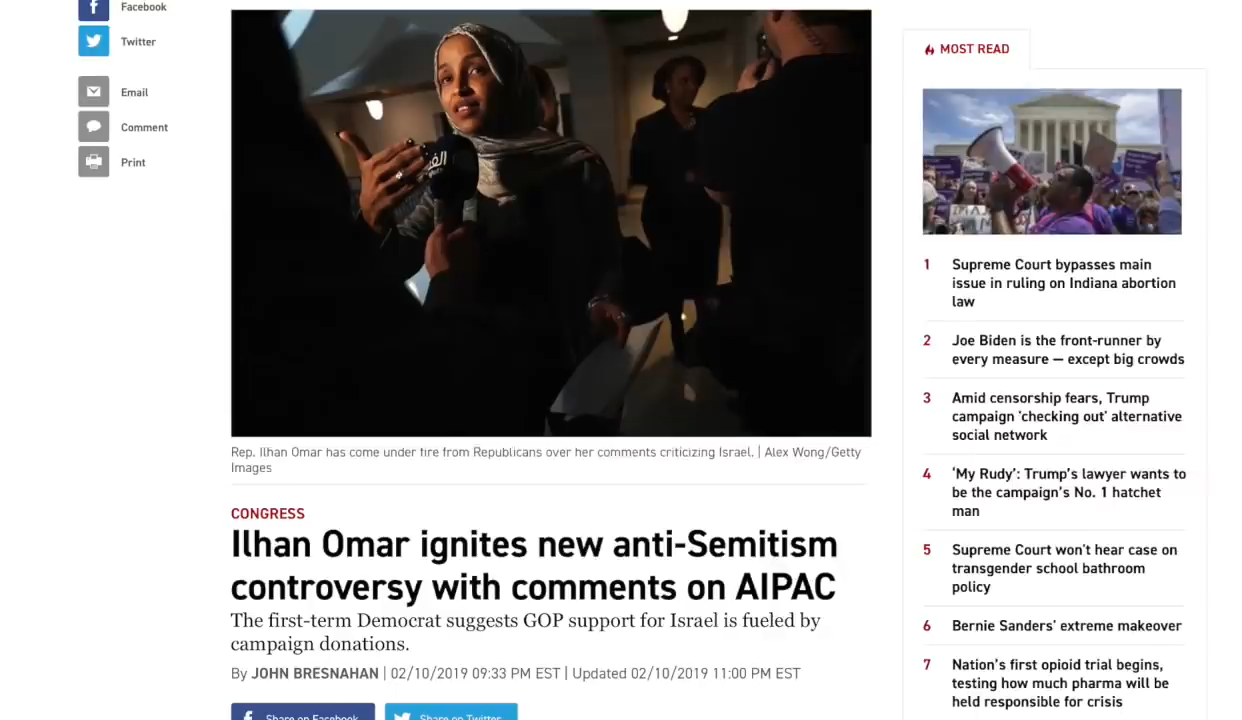 Facebook
Twitter
Email
Comment
Print
Rep. Ilhan Omar has come under fire from Republicans over her comments criticizing Israel. | Alex Wong/Getty
Images
CONGRESS
Ilhan Omar ignites new anti-Semitism
controversy with comments on AIPAC
The first-term Democrat suggests GOP support for Israel is fueled by
campaign donations.
By JOHN BRESNAHAN | 02/10/2019 09:33 PM EST | Updated 02/10/2019 11:00 PM EST
Share on Facebook
Share on Twitter
MOST READ
1 Supreme Court bypasses main
issue in ruling on Indiana abortion
law
2 Joe Biden is the front-runner by
every measure — except big crowds
3 Amid censorship fears, Trump
campaign 'checking out' alternative
social network
4 ‘My Rudy’: Trump’s lawyer wants to
be the campaign’s No. 1 hatchet
man
5 Supreme Court won't hear case on
transgender school bathroom
policy
6 Bernie Sanders’ extreme makeover
7 Nation’s first opioid trial begins,
testing how much pharma will be
held responsible for crisis